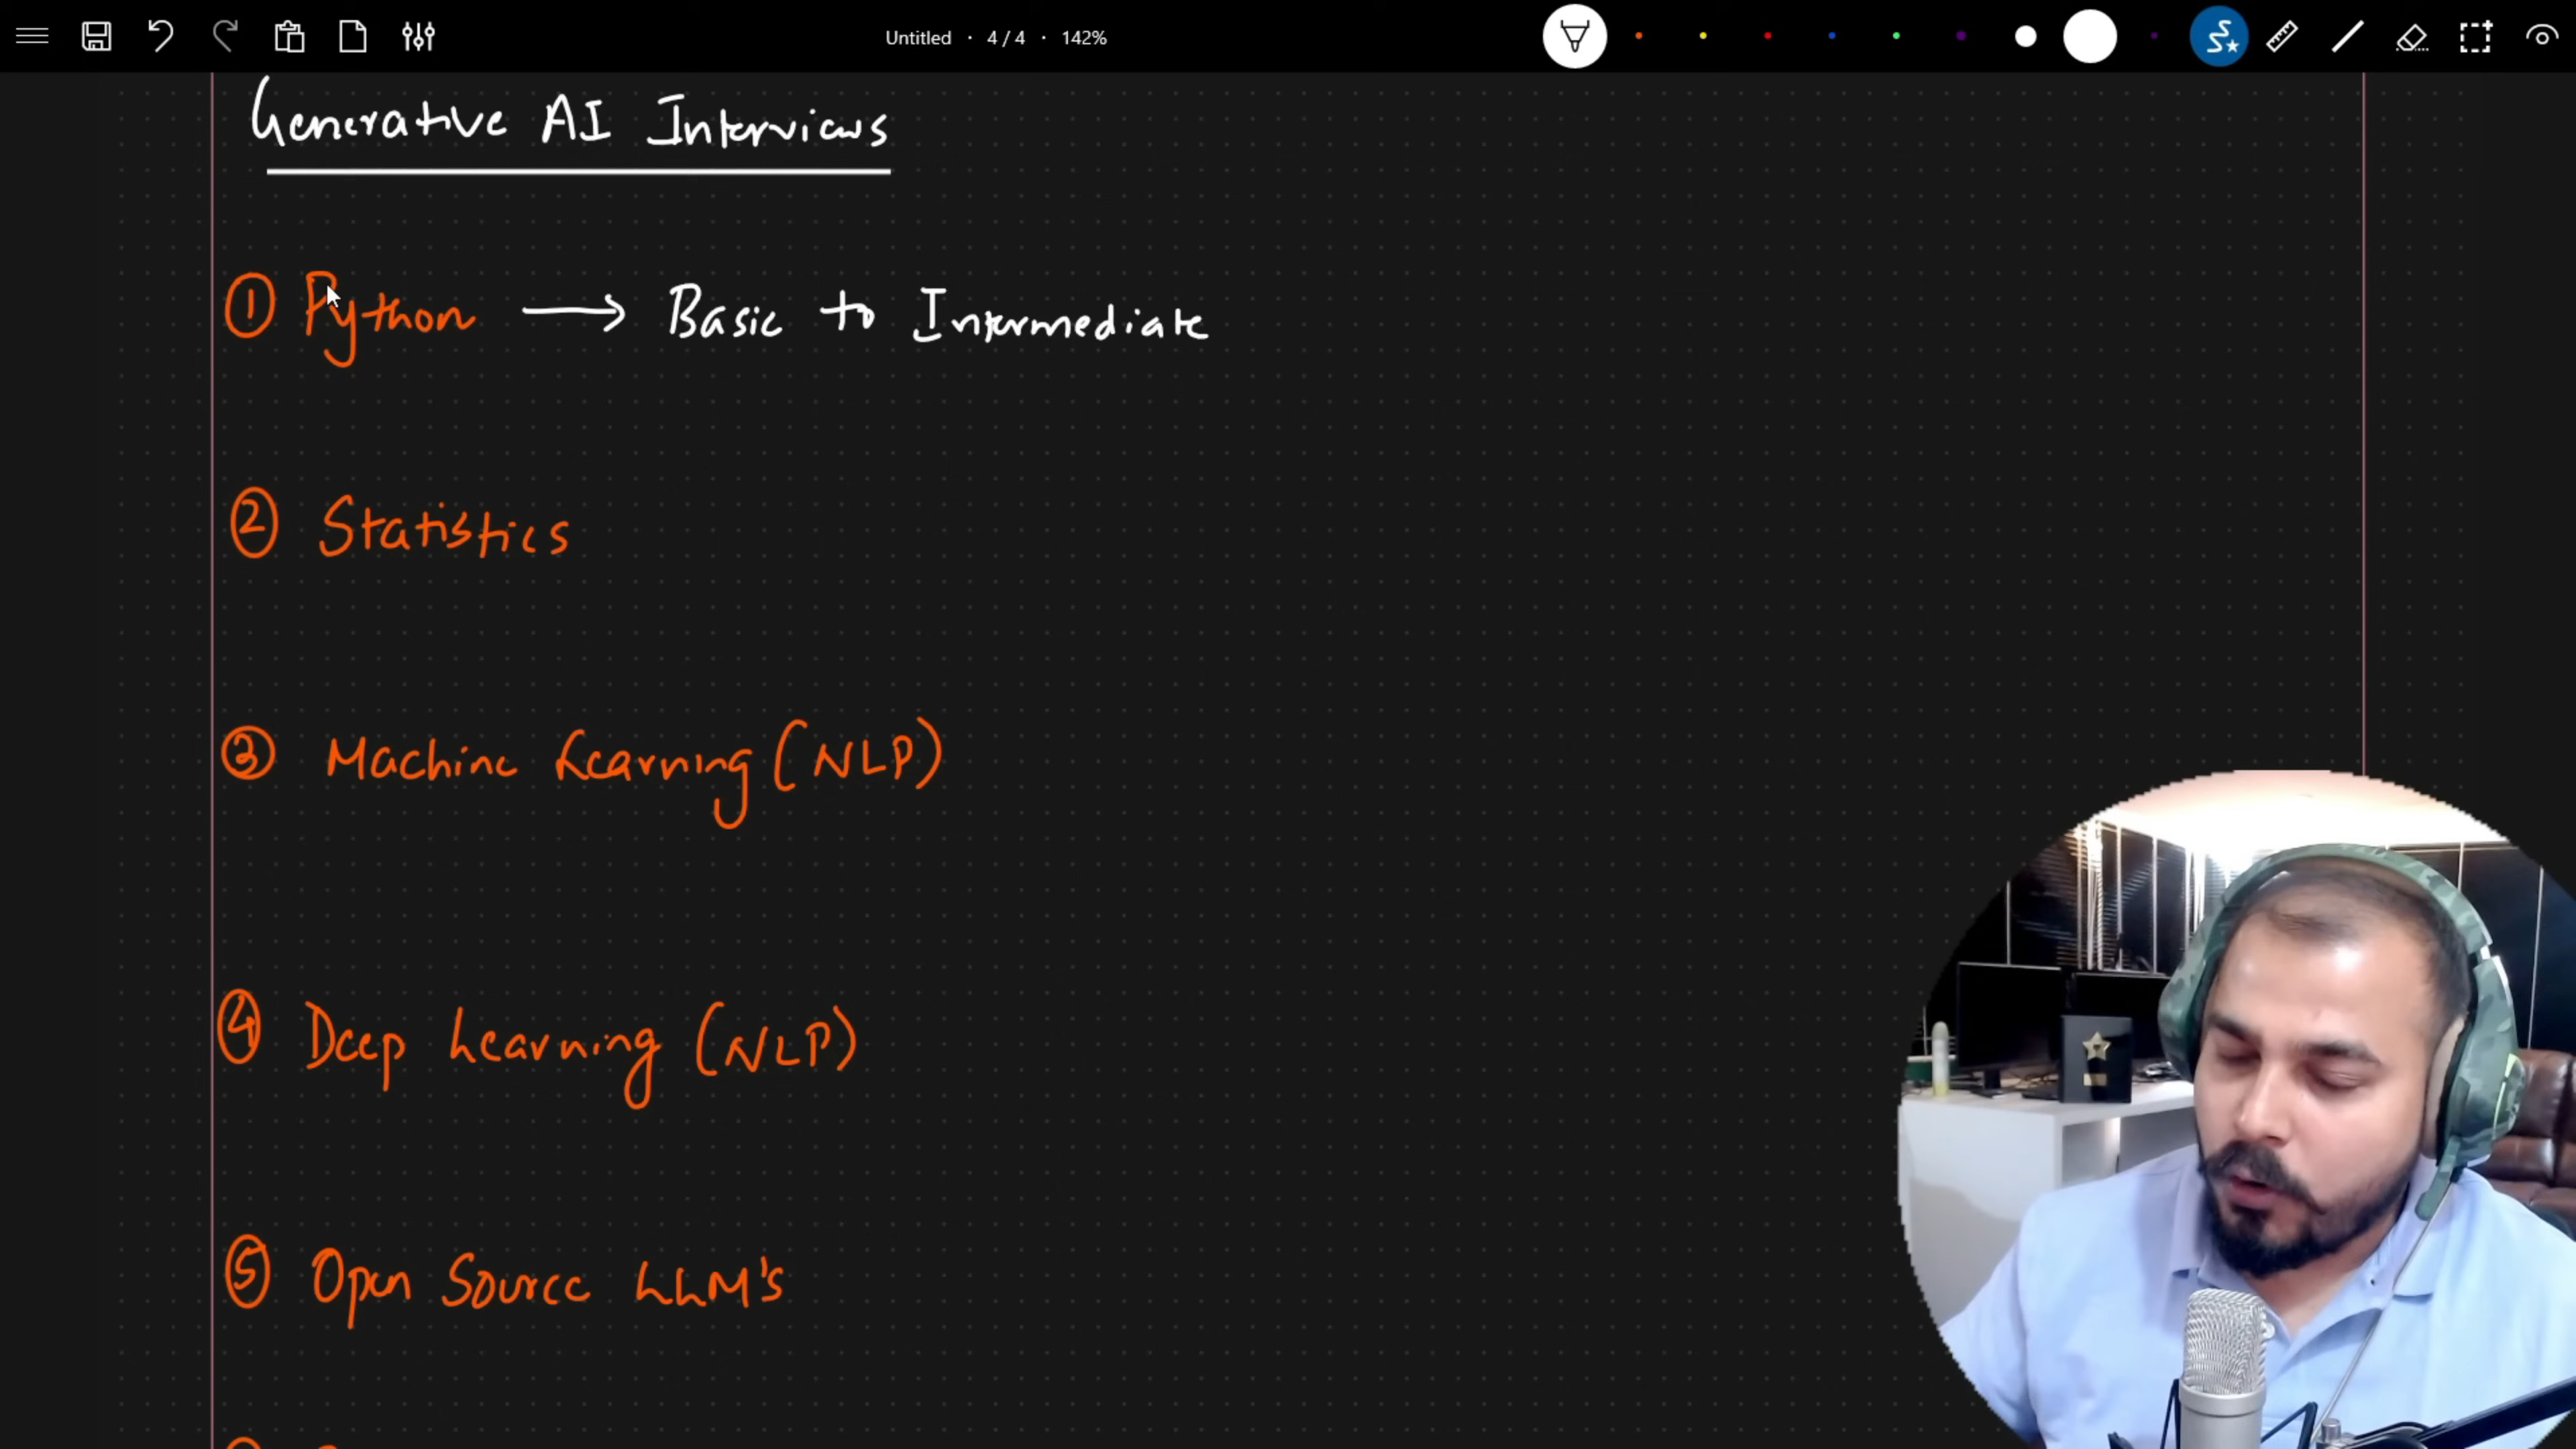 Untitled · 4 / 4 · 142%
Generative AI Interviews
① Python → Basic to Intermediate
② Statistics
③ Machine Learning (NLP)
④ Deep Learning (NLP)
⑤ Open Source LLM's